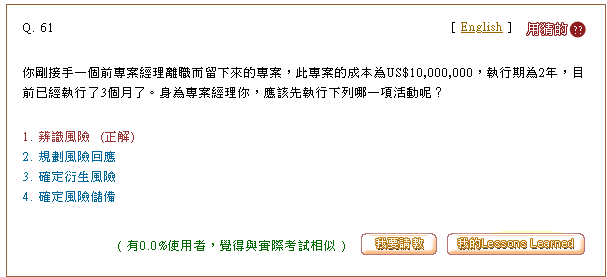 Q. 61 [ English ] 用猜的 ??
你剛接手一個前專案經理離職而留下來的專案，此專案的成本為US$10,000,000，執行期為2年，目
前已經執行了3個月了。身為專案經理你，應該先執行下列哪一項活動呢？
1. 辨識風險 (正解)
2. 規劃風險回應
3. 確定衍生風險
4. 確定風險儲備
( 有0.0%使用者，覺得與實際考試相似 ) 我要請教 我的Lessons Learned